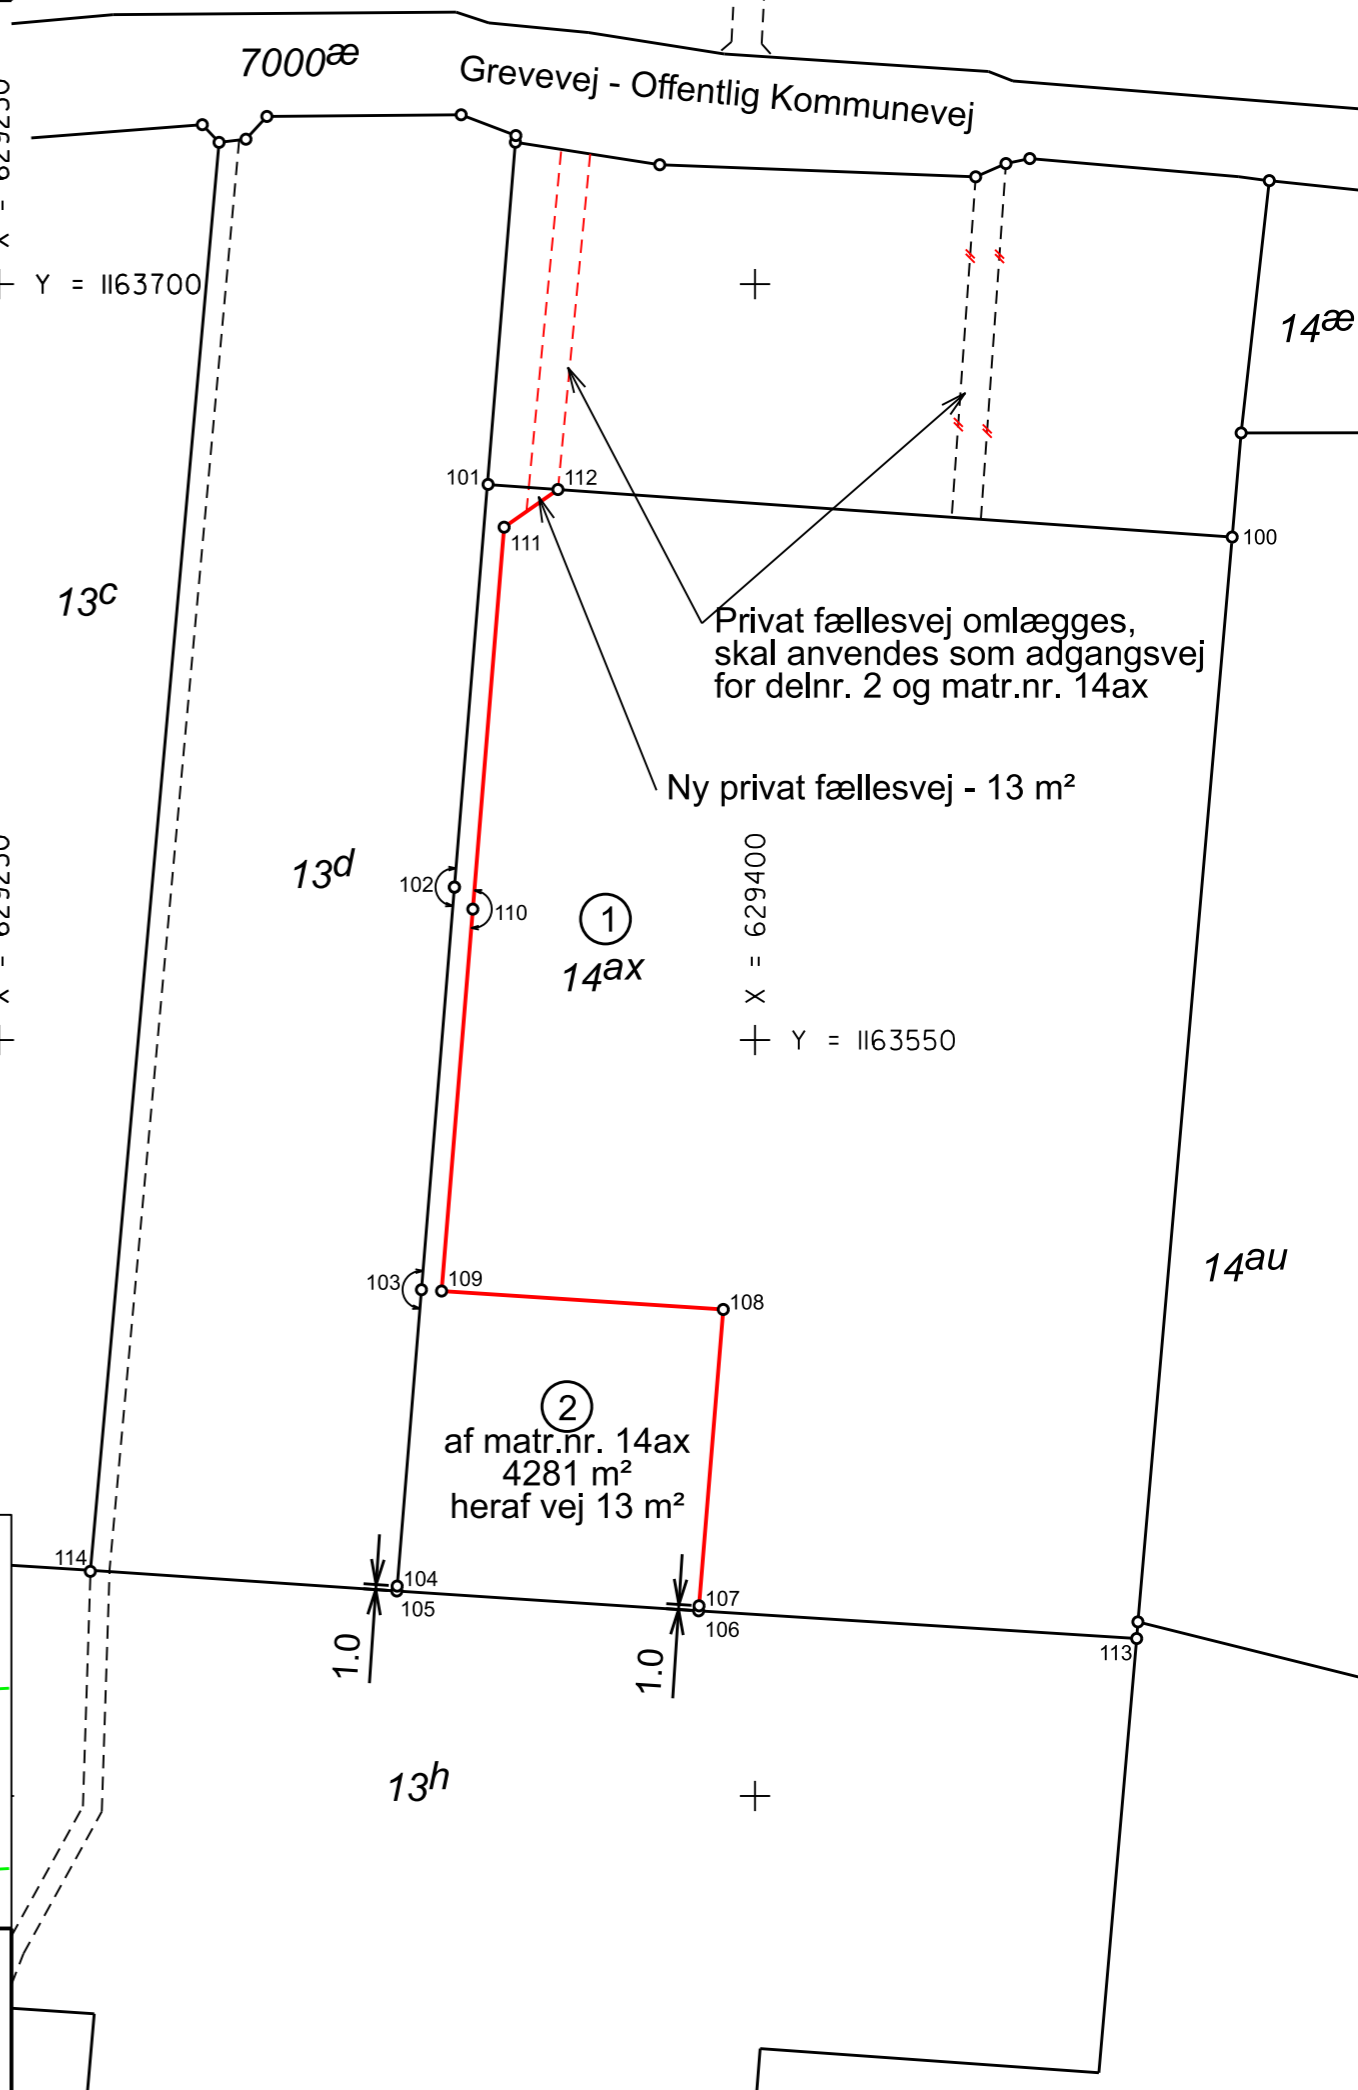 7000æ
Grevevej - Offentlig Kommunevej
Y = 1163700
14æ
101
112
111
100
13c
Privat fællesvej omlægges,
skal anvendes som adgangsvej
for delnr. 2 og matr.nr. 14ax
Ny privat fællesvej - 13 m²
13d
102
110
1
14ax
X = 629400
Y = 1163550
14au
103
109
108
2
af matr.nr. 14ax
4281 m²
heraf vej 13 m²
114
104
105
107
106
113
1.0
1.0
13h